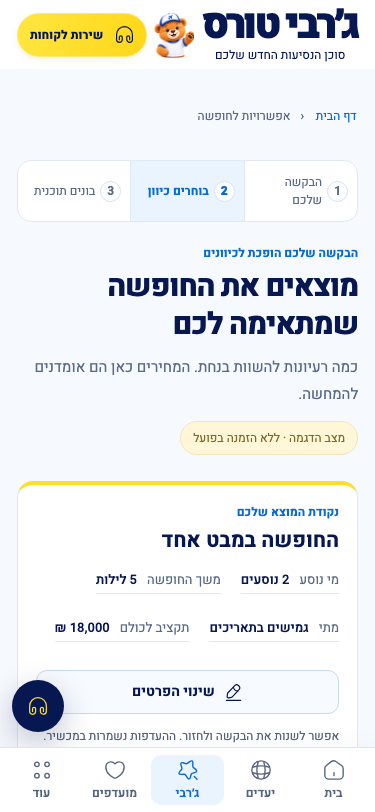 ג׳רבי טורס
סוכן הנסיעות החדש שלכם
שירות לקוחות
דף הבית › אפשרויות לחופשה
1 הבקשה שלכם
2 בוחרים כיוון
3 בונים תוכנית
הבקשה שלכם הופכת לכיוונים
מוצאים את החופשה
שמתאימה לכם
כמה רעיונות להשוות בנחת. המחירים כאן הם אומדנים
להמחשה.
מצב הדגמה · ללא הזמנה בפועל
נקודת המוצא שלכם
החופשה במבט אחד
מי נוסע 2 נוסעים משך החופשה 5 לילות
מתי גמישים בתאריכים תקציב לכולם 18,000 ₪
שינוי הפרטים
אפשר לשנות את הבקשה ולחזור. ההעדפות נשמרות במכשיר.
בית יעדים ג׳רבי מועדפים עוד